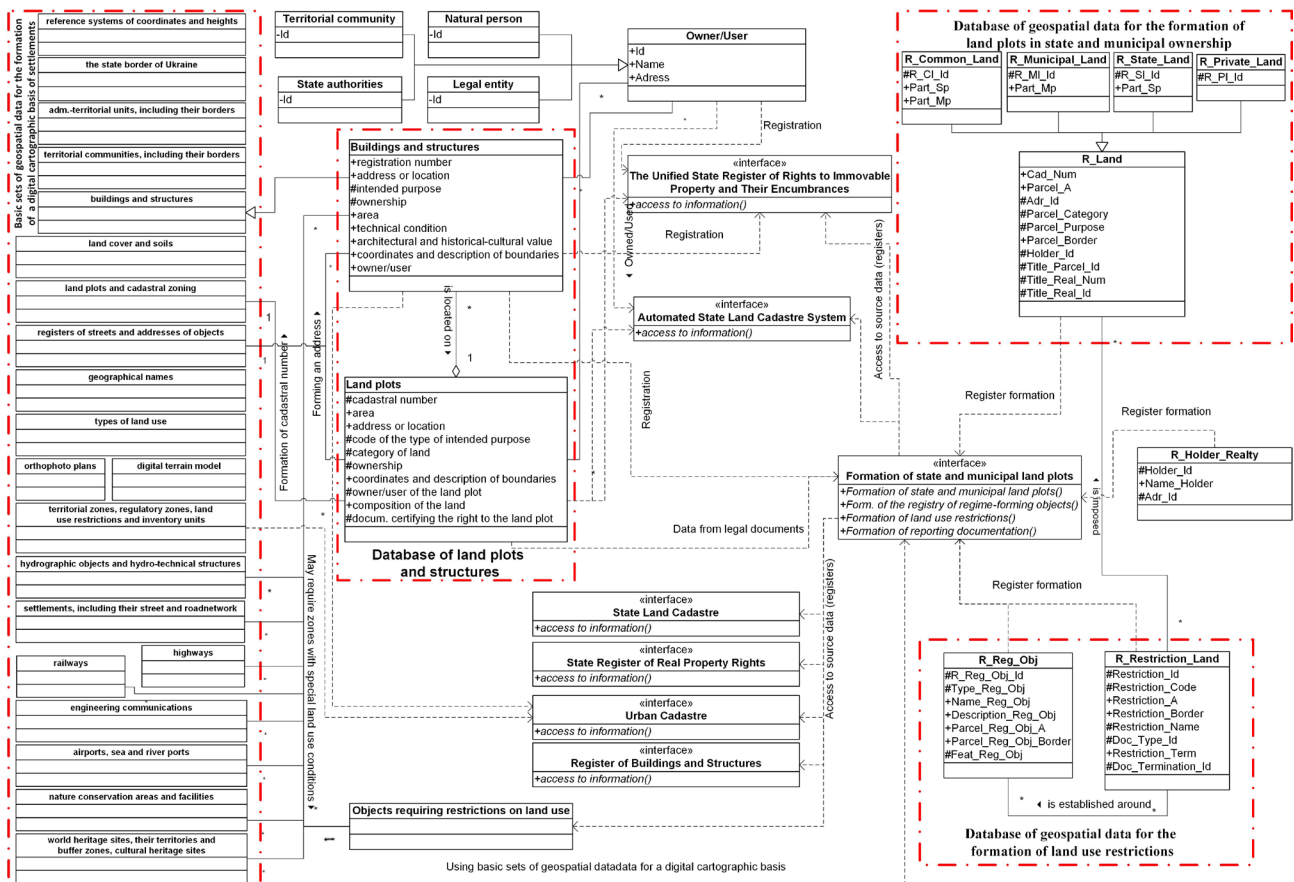 Basic sets of geospatial data for the formation
of a digital cartographic basis of settlements
reference systems of coordinates and heights
the state border of Ukraine
adm.-territorial units, including their borders
territorial communities, including their borders
buildings and structures
land cover and soils
land plots and cadastral zoning
registers of streets and addresses of objects
geographical names
types of land use
orthophoto plans
digital terrain model
territorial zones, regulatory zones, land
use restrictions and inventory units
hydrographic objects and hydro-technical structures
settlements, including their street and roadnetwork
railways
highways
engineering communications
airports, sea and river ports
nature conservation areas and facilities
world heritage sites, their territories and
buffer zones, cultural heritage sites
Territorial community
-Id
Natural person
-Id
State authorities
-Id
Legal entity
-Id
Owner/User
+Id
+Name
+Adress
Buildings and structures
+registration number
+address or location
#intended purpose
#ownership
+area
+technical condition
+architectural and historical-cultural value
+coordinates and description of boundaries
+owner/user
is located on
*
1
Land plots
#cadastral number
+area
+address or location
#code of the type of intended purpose
#category of land
#ownership
+coordinates and description of boundaries
#owner/user of the land plot
+composition of the land
#docum. certifying the right to the land plot
Database of land plots
and structures
Formation of cadastral number
Forming an address
May require zones with special land use conditions
1
1
Registration
«interface»
The Unified State Register of Rights to Immovable
Property and Their Encumbrances
+access to information()
Registration
Owned/Used
«interface»
Automated State Land Cadastre System
+access to information()
Registration
Access to source data (registers)
Data from legal documents
«interface»
State Land Cadastre
+access to information()
«interface»
State Register of Real Property Rights
+access to information()
«interface»
Urban Cadastre
+access to information()
«interface»
Register of Buildings and Structures
+access to information()
Objects requiring restrictions on land use
Using basic sets of geospatial datadata for a digital cartographic basis
Access to source data (registers)
Database of geospatial data for the formation of
land plots in state and municipal ownership
R_Common_Land
#R_CI_Id
+Part_Sp
+Part_Mp
R_Municipal_Land
#R_MI_Id
+Part_Mp
R_State_Land
#R_SI_Id
+Part_Sp
R_Private_Land
#R_PI_Id
R_Land
+Cad_Num
+Parcel_A
#Adr_Id
#Parcel_Category
#Parcel_Purpose
+Parcel_Border
#Holder_Id
#Title_Parcel_Id
#Title_Real_Num
#Title_Real_Id
Register formation
Register formation
R_Holder_Realty
#Holder_Id
+Name_Holder
#Adr_Id
«interface»
Formation of state and municipal land plots
+Formation of state and municipal land plots()
+Form. of the registry of regime-forming objects()
+Formation of land use restrictions()
+Formation of reporting documentation()
is imposed
*
*
Register formation
R_Reg_Obj
#R_Reg_Obj_Id
#Type_Reg_Obj
+Name_Reg_Obj
+Description_Reg_Obj
+Parcel_Reg_Obj_A
+Parcel_Reg_Obj_Border
#Feat_Reg_Obj
R_Restriction_Land
#Restriction_Id
#Restriction_Code
+Restriction_A
+Restriction_Border
#Restriction_Name
#Doc_Type_Id
+Restriction_Term
#Doc_Termination_Id
*
is established around
*
Database of geospatial data for the
formation of land use restrictions